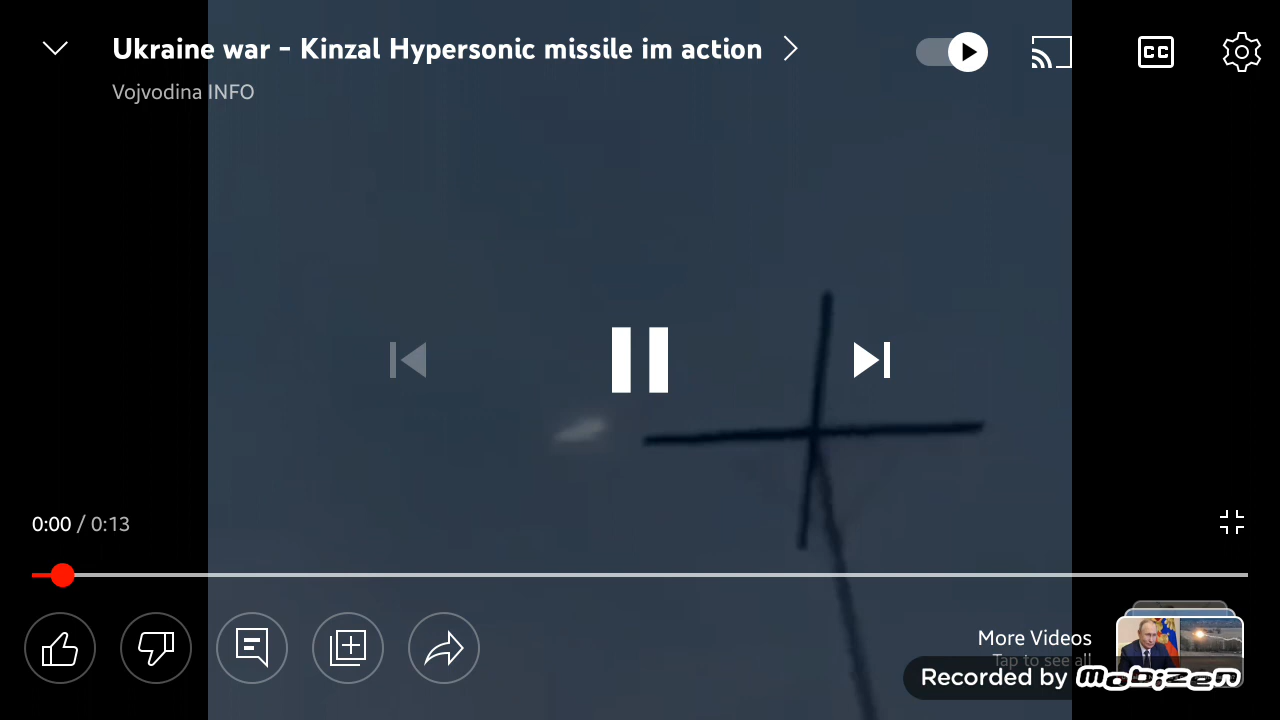 Ukraine war - Kinzal Hypersonic missile im action
Vojvodina INFO
CC
0:00 / 0:13
More Videos
Tap to see all
Recorded by mobizen